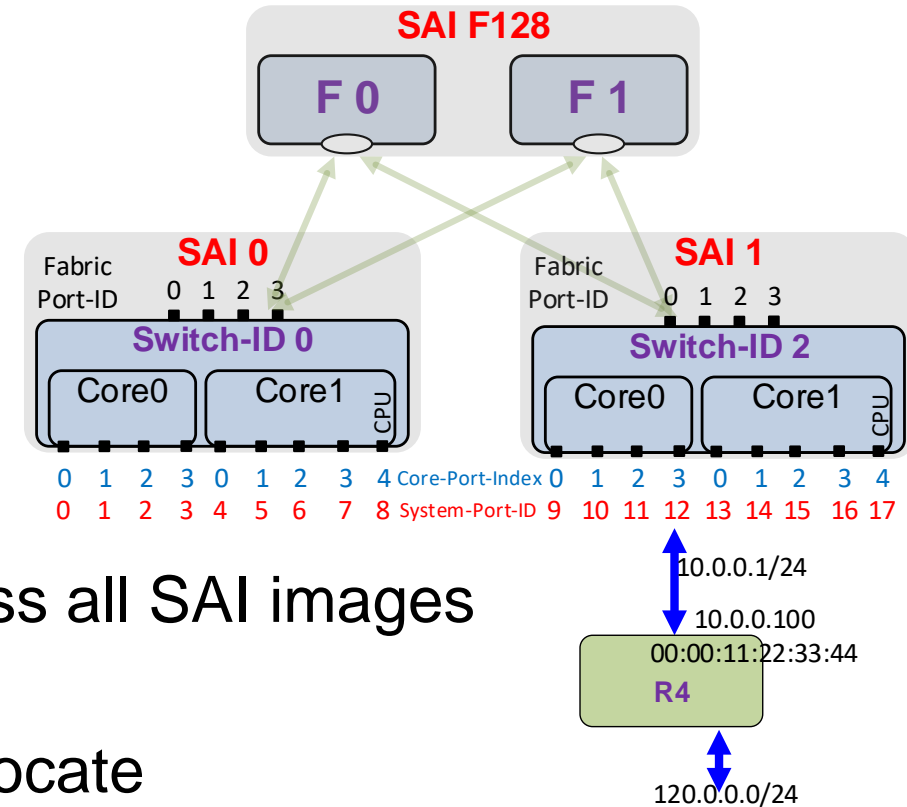 SAI F128
F 0 F 1
SAI 0 SAI 1
Fabric Port-ID 0 1 2 3
Fabric Port-ID 0 1 2 3
Switch-ID 0 Switch-ID 2
Core0 Core1 CPU Core0 Core1 CPU
0 1 2 3 0 1 2 3 4 Core-Port-Index 0 1 2 3 0 1 2 3 4
0 1 2 3 4 5 6 7 8 System-Port-ID 9 10 11 12 13 14 15 16 17
10.0.0.1/24
ss all SAI images
10.0.0.100
00:00:11:22:33:44
R4
ocate
120.0.0.0/24